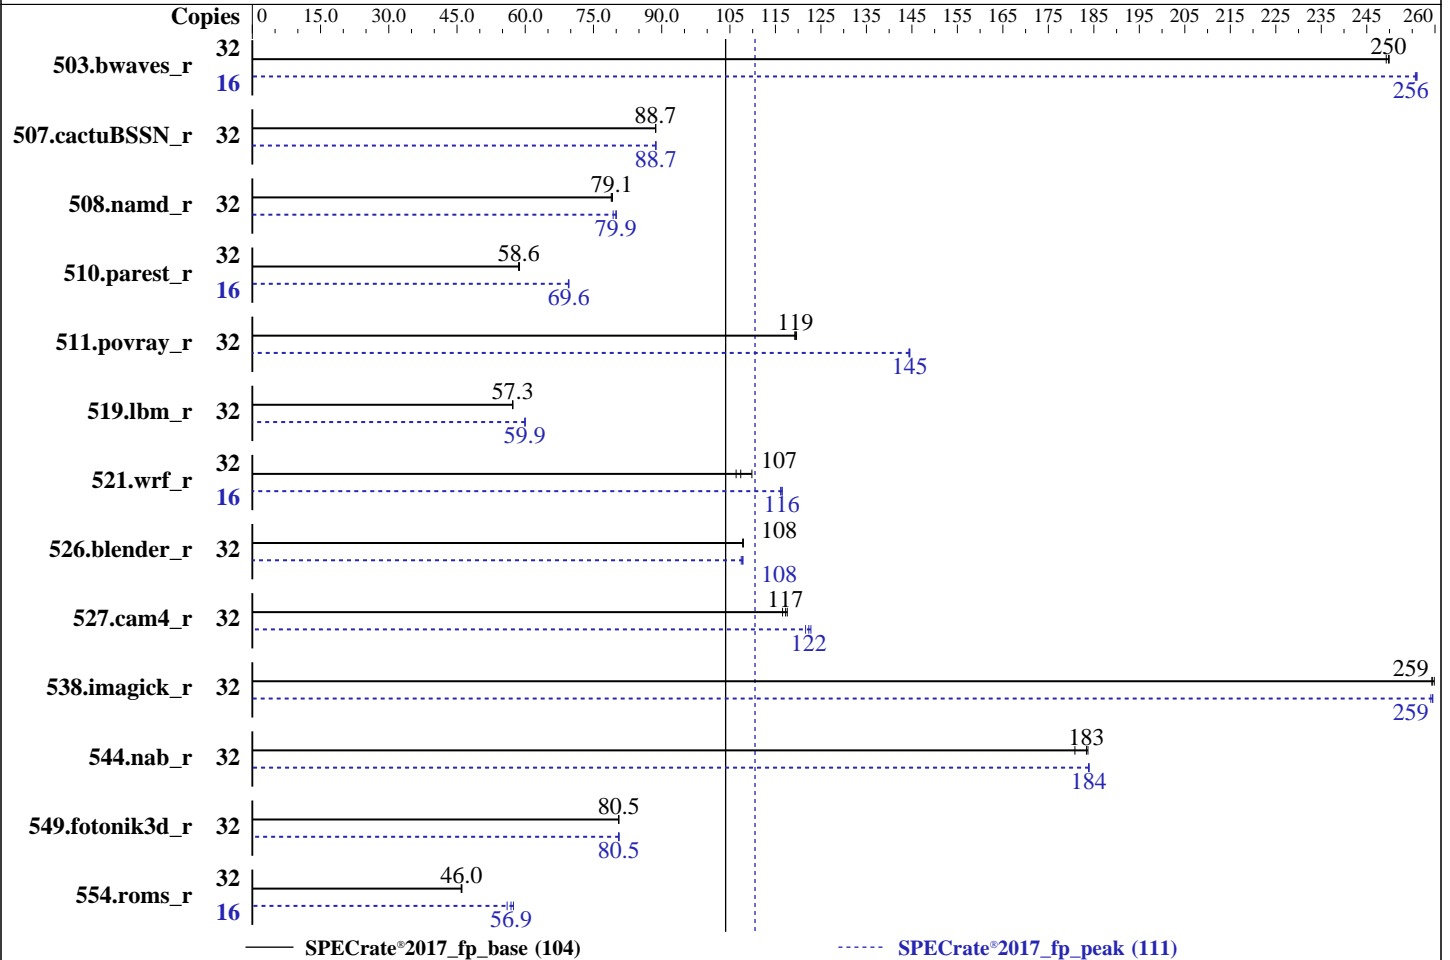 Copies 0 15.0 30.0 45.0 60.0 75.0 90.0 105 115 125 135 145 155 165 175 185 195 205 215 225 235 245 260
503.bwaves_r 32 250
16 256
507.cactuBSSN_r 32 88.7
88.7
508.namd_r 32 79.1
79.9
510.parest_r 32 58.6
16 69.6
511.povray_r 32 119
145
519.lbm_r 32 57.3
59.9
521.wrf_r 32 107
16 116
526.blender_r 32 108
108
527.cam4_r 32 117
122
538.imagick_r 32 259
259
544.nab_r 32 183
184
549.fotonik3d_r 32 80.5
80.5
554.roms_r 32 46.0
16 56.9
SPECrate®2017_fp_base (104) SPECrate®2017_fp_peak (111)